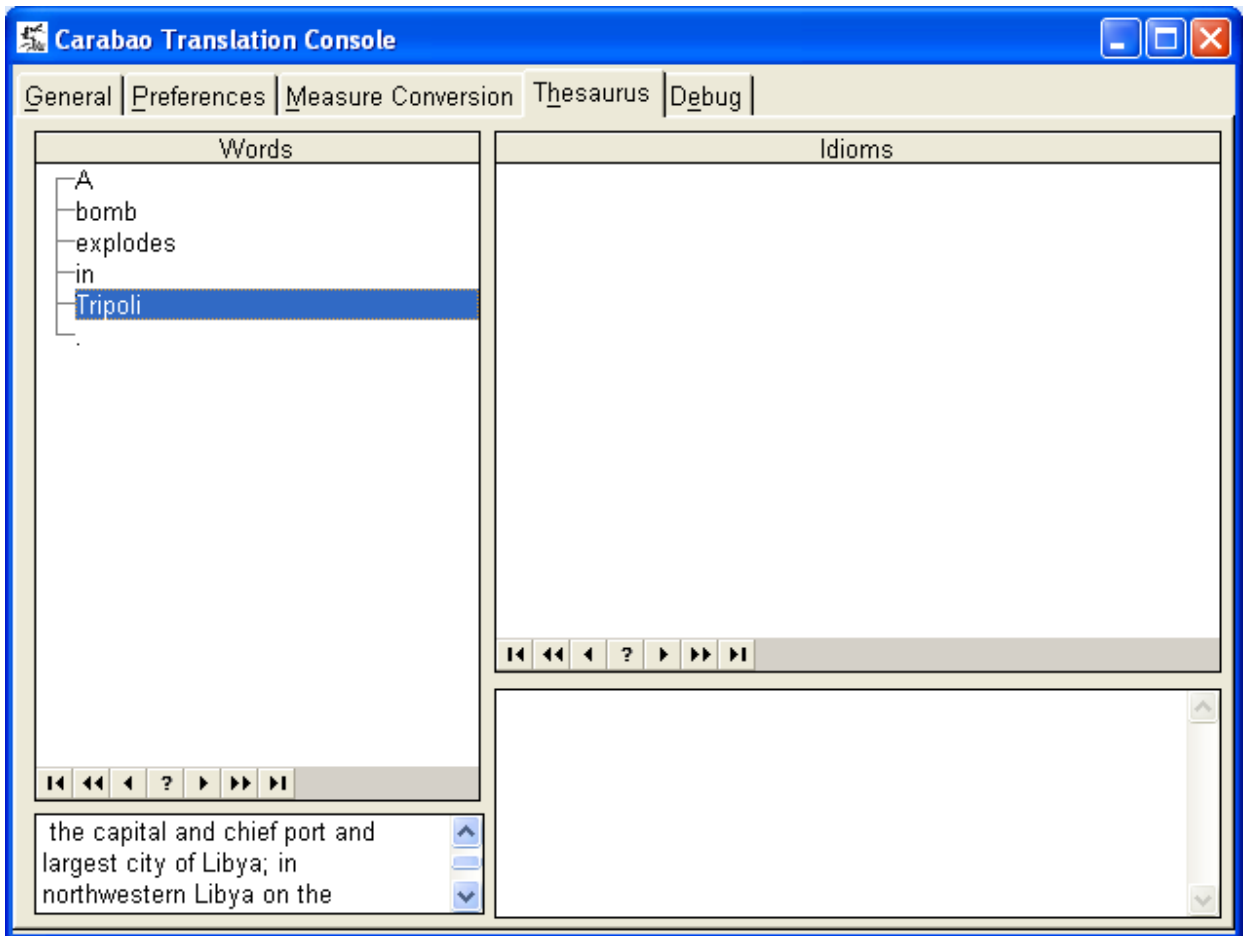 Carabao Translation Console
General Preferences Measure Conversion Thesaurus Debug
Words
A
bomb
explodes
in
Tripoli
.
Idioms
?
?
the capital and chief port and
largest city of Libya; in
northwestern Libya on the